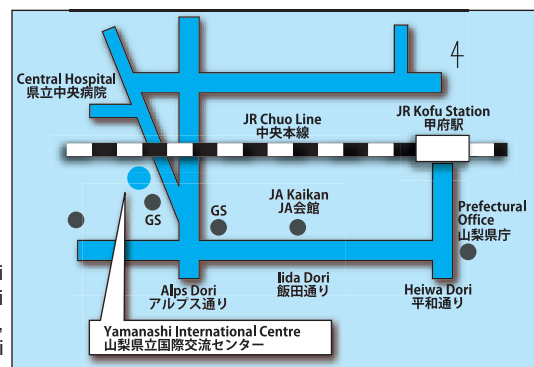 Central Hospital
県立中央病院
JR Chuo Line
中央本線
JR Kofu Station
甲府駅
GS
GS
JA Kaikan
JA会館
Prefectural
Office
山梨県庁
Alps Dori
アルプス通り
Iida Dori
飯田通り
Heiwa Dori
平和通り
Yamanashi International Centre
山梨県立国際交流センター